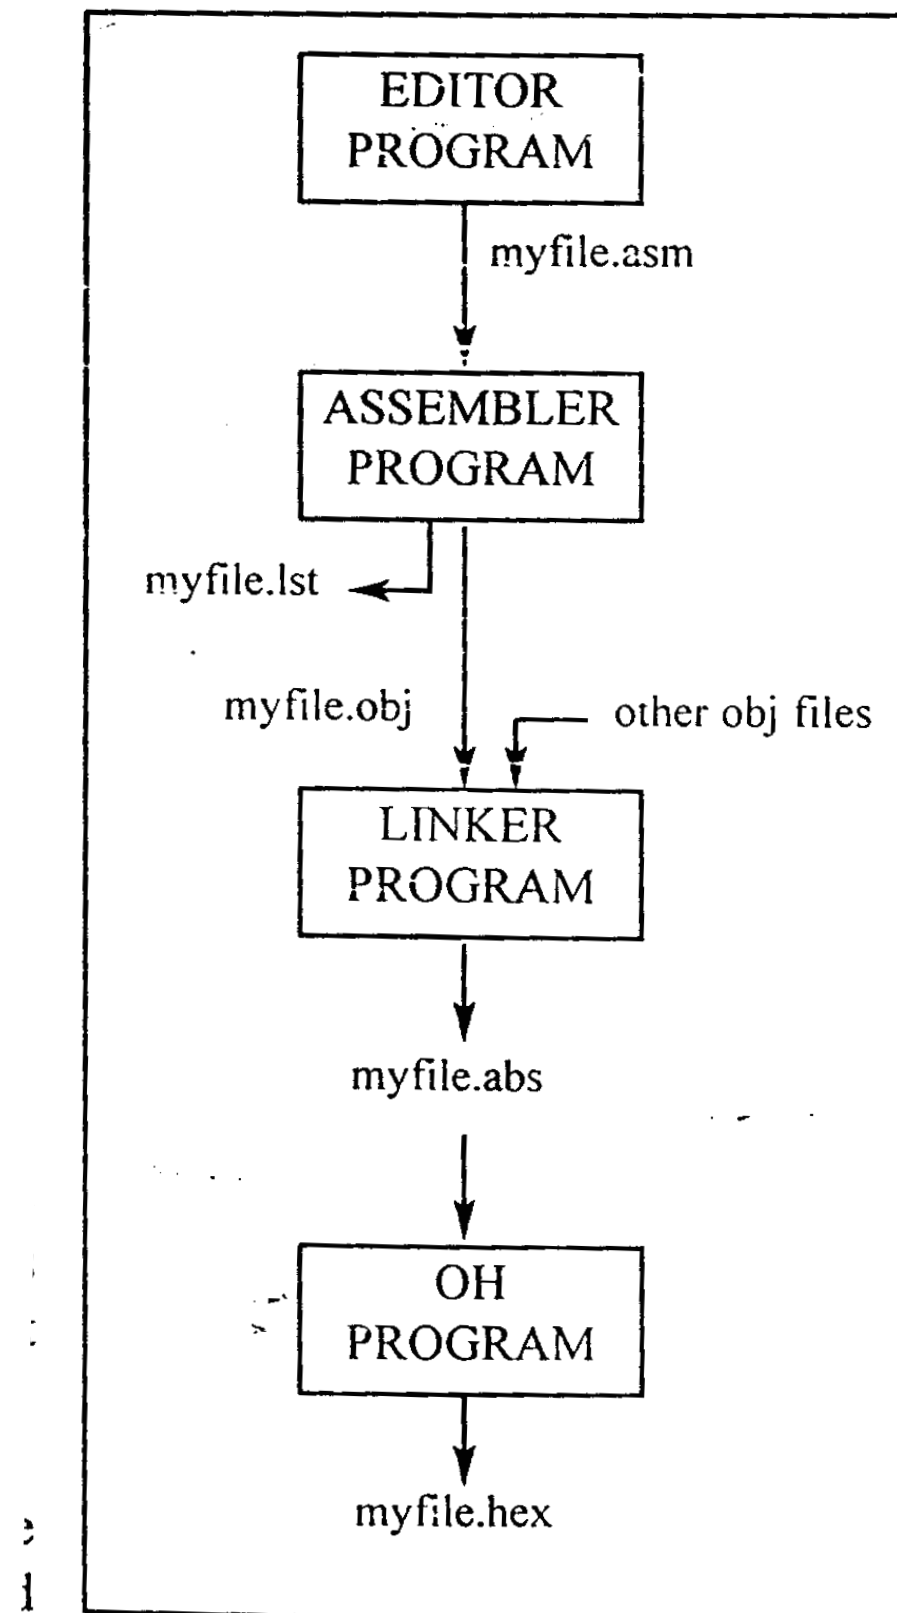 EDITOR
PROGRAM
myfile.asm
ASSEMBLER
PROGRAM
myfile.lst
myfile.obj
other obj files
LINKER
PROGRAM
myfile.abs
OH
PROGRAM
myfile.hex